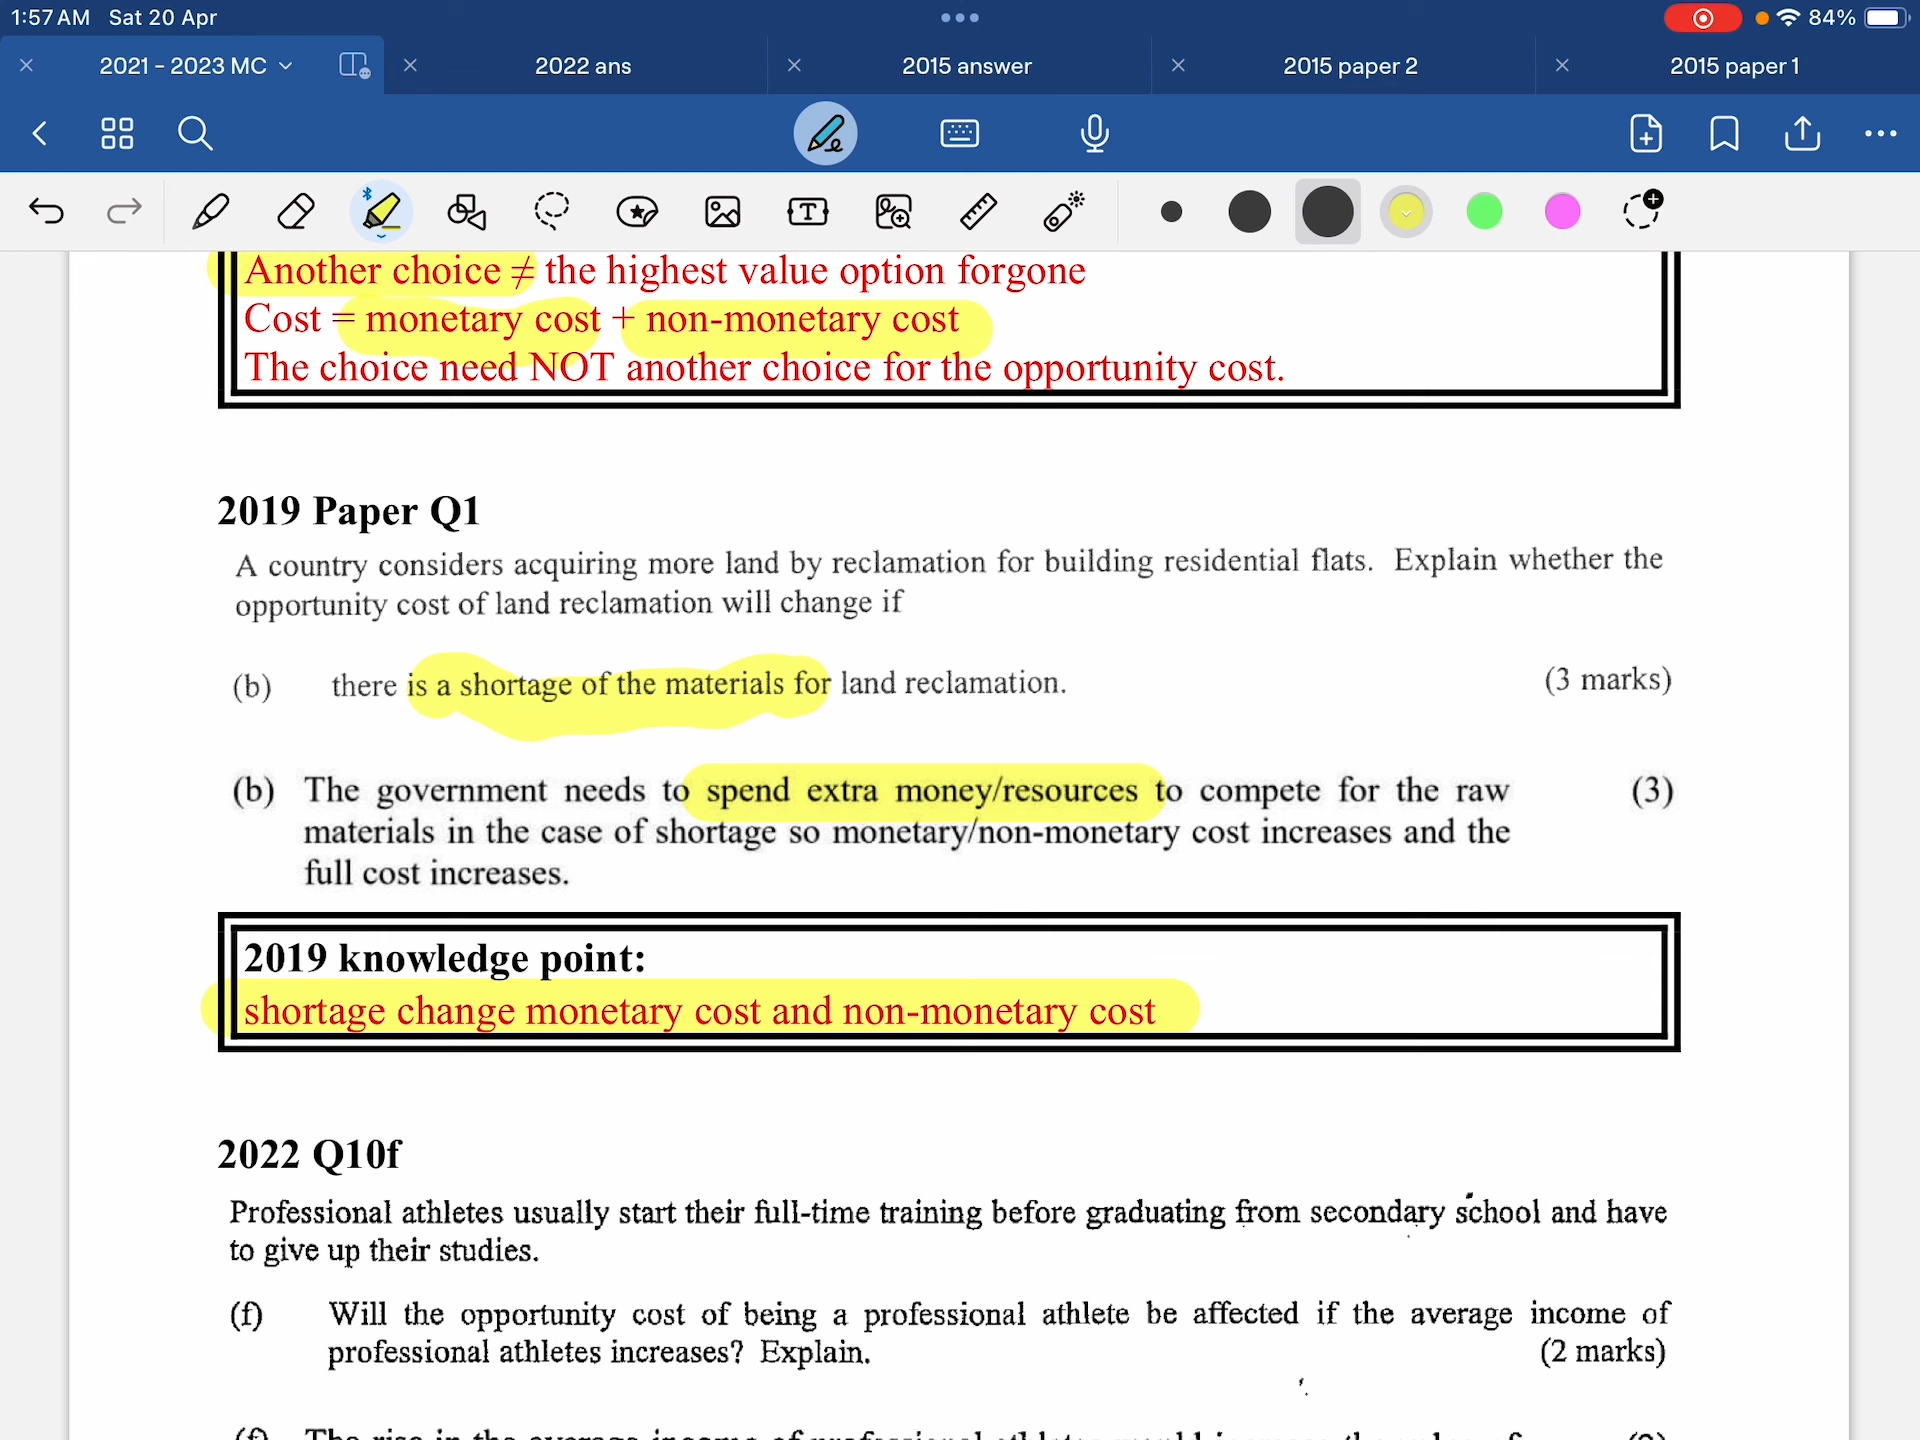 1:57 AM Sat 20 Apr
84%
2021 - 2023 MC
2022 ans
2015 answer
2015 paper 2
2015 paper 1
Another choice ≠ the highest value option forgone
Cost = monetary cost + non-monetary cost
The choice need NOT another choice for the opportunity cost.
2019 Paper Q1
A country considers acquiring more land by reclamation for building residential flats. Explain whether the
opportunity cost of land reclamation will change if
(b) there is a shortage of the materials for land reclamation. (3 marks)
(b) The government needs to spend extra money/resources to compete for the raw (3)
materials in the case of shortage so monetary/non-monetary cost increases and the
full cost increases.
2019 knowledge point:
shortage change monetary cost and non-monetary cost
2022 Q10f
Professional athletes usually start their full-time training before graduating from secondary school and have
to give up their studies.
(f) Will the opportunity cost of being a professional athlete be affected if the average income of
professional athletes increases? Explain. (2 marks)